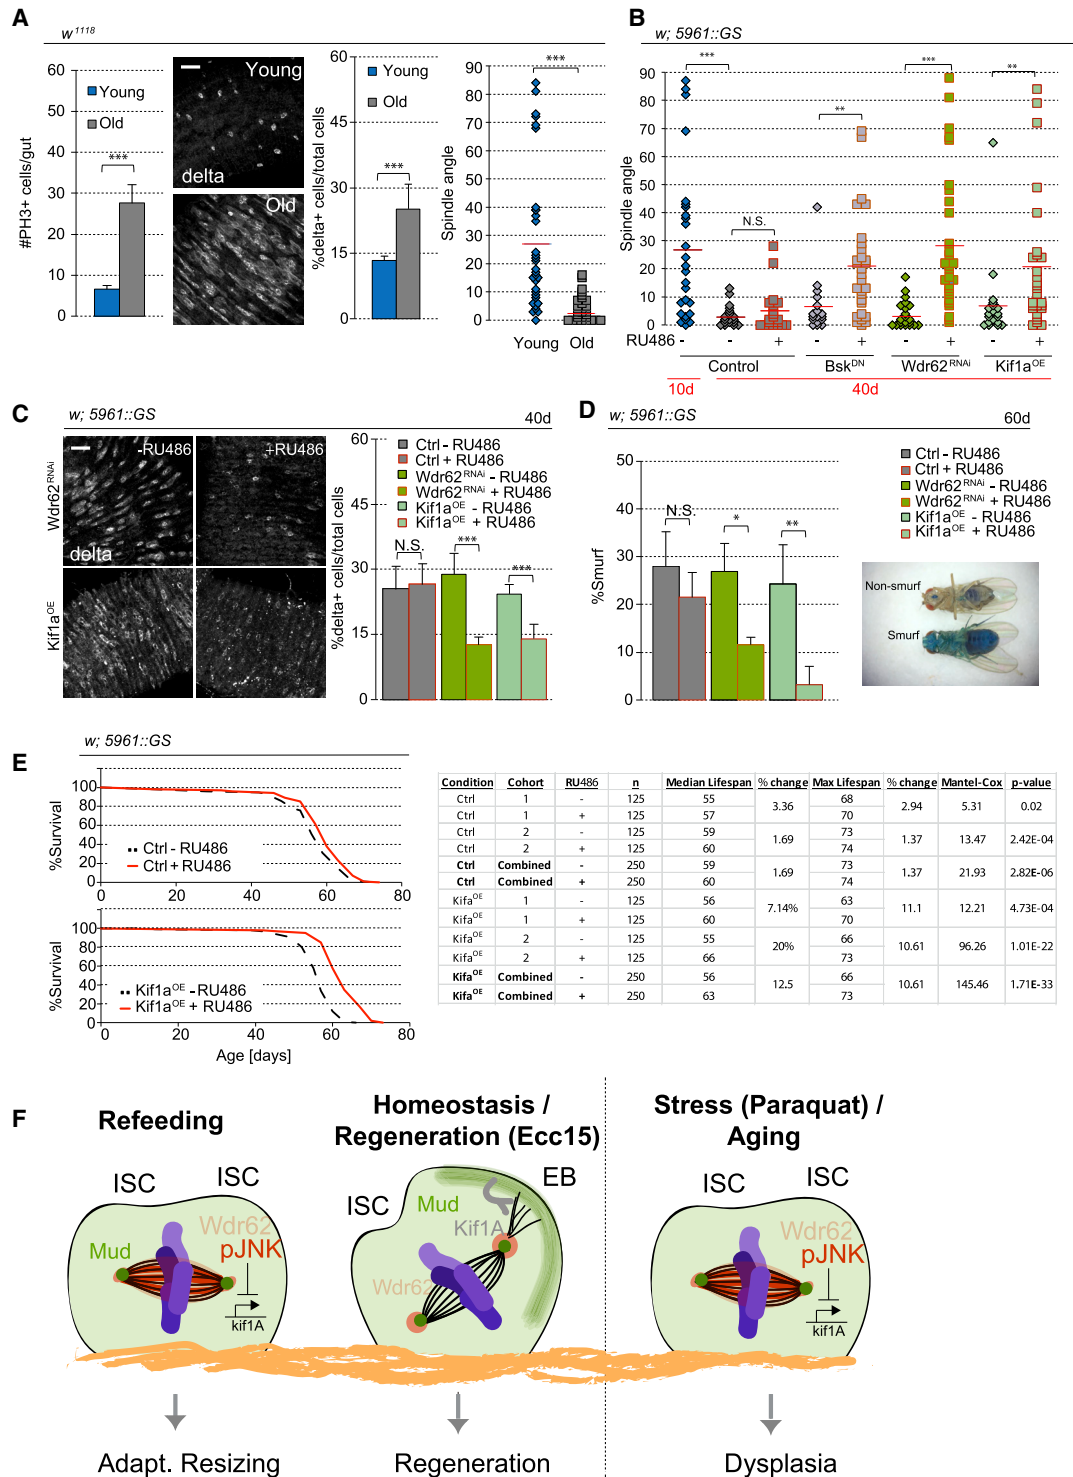 A
w1118
60
50
40
30
20
10
0
#PH3+ cells/gut
Young
Old
***
Young
delta
Old
60
45
30
15
0
%delta+ cells/total cells
Young
Old
***
90
80
70
60
50
40
30
20
10
0
Spindle angle
***
Young Old
B
w; 5961::GS
90
80
70
60
50
40
30
20
10
0
Spindle angle
***
N.S.
**
***
**
RU486 - - + - + - + - +
Control BskDN Wdr62RNAi Kif1aOE
10d 40d
C
w; 5961::GS 40d
-RU486 +RU486
Wdr62RNAi
delta
Kif1aOE
60
45
30
15
0
%delta+ cells/total cells
Ctrl - RU486
Ctrl + RU486
Wdr62RNAi - RU486
Wdr62RNAi + RU486
Kif1aOE - RU486
Kif1aOE + RU486
N.S.
***
***
D
w; 5961::GS 60d
50
40
30
20
10
0
%Smurf
N.S.
*
**
Ctrl - RU486
Ctrl + RU486
Wdr62RNAi - RU486
Wdr62RNAi + RU486
Kif1aOE - RU486
Kif1aOE + RU486
Non-smurf
Smurf
E
w; 5961::GS
100
80
60
40
20
0
%Survival
Ctrl - RU486
Ctrl + RU486
0 20 40 60 80
100
80
60
40
20
0
%Survival
Kif1aOE - RU486
Kif1aOE + RU486
0 20 40 60 80
Age [days]
Condition Cohort RU486 n Median Lifespan % change Max Lifespan % change Mantel-Cox p-value
Ctrl 1 - 125 55 3.36 68 2.94 5.31 0.02
Ctrl 1 + 125 57 70
Ctrl 2 - 125 59 1.69 73 1.37 13.47 2.42E-04
Ctrl 2 + 125 60 74
Ctrl Combined - 250 59 1.69 73 1.37 21.93 2.82E-06
Ctrl Combined + 250 60 74
KifaOE 1 - 125 56 7.14% 63 11.1 12.21 4.73E-04
KifaOE 1 + 125 60 70
KifaOE 2 - 125 55 20% 66 10.61 96.26 1.01E-22
KifaOE 2 + 125 66 73
KifaOE Combined - 250 56 12.5 66 10.61 145.46 1.71E-33
KifaOE Combined + 250 63 73
F
Refeeding
ISC ISC
Mud
Wdr62
pJNK
kif1A
Adapt. Resizing
Homeostasis /
Regeneration (Ecc15)
ISC
EB
Mud
Kif1A
Wdr62
Regeneration
Stress (Paraquat) /
Aging
ISC ISC
Wdr62
pJNK
kif1A
Dysplasia